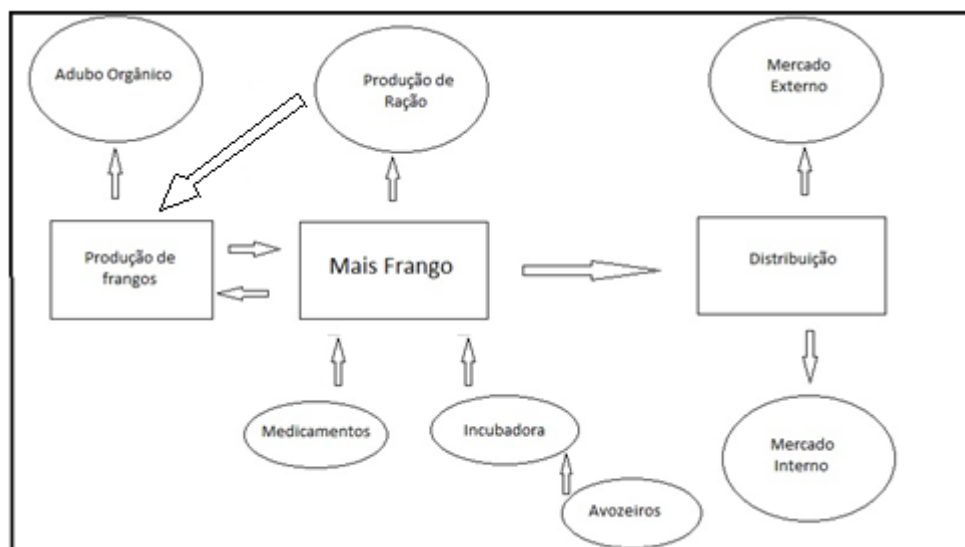 Adubo Orgânico
Produção de
Ração
Mercado
Externo
Produção de
frangos
Mais Frango
Distribuição
Medicamentos
Incubadora
Mercado
Interno
Avozeiros